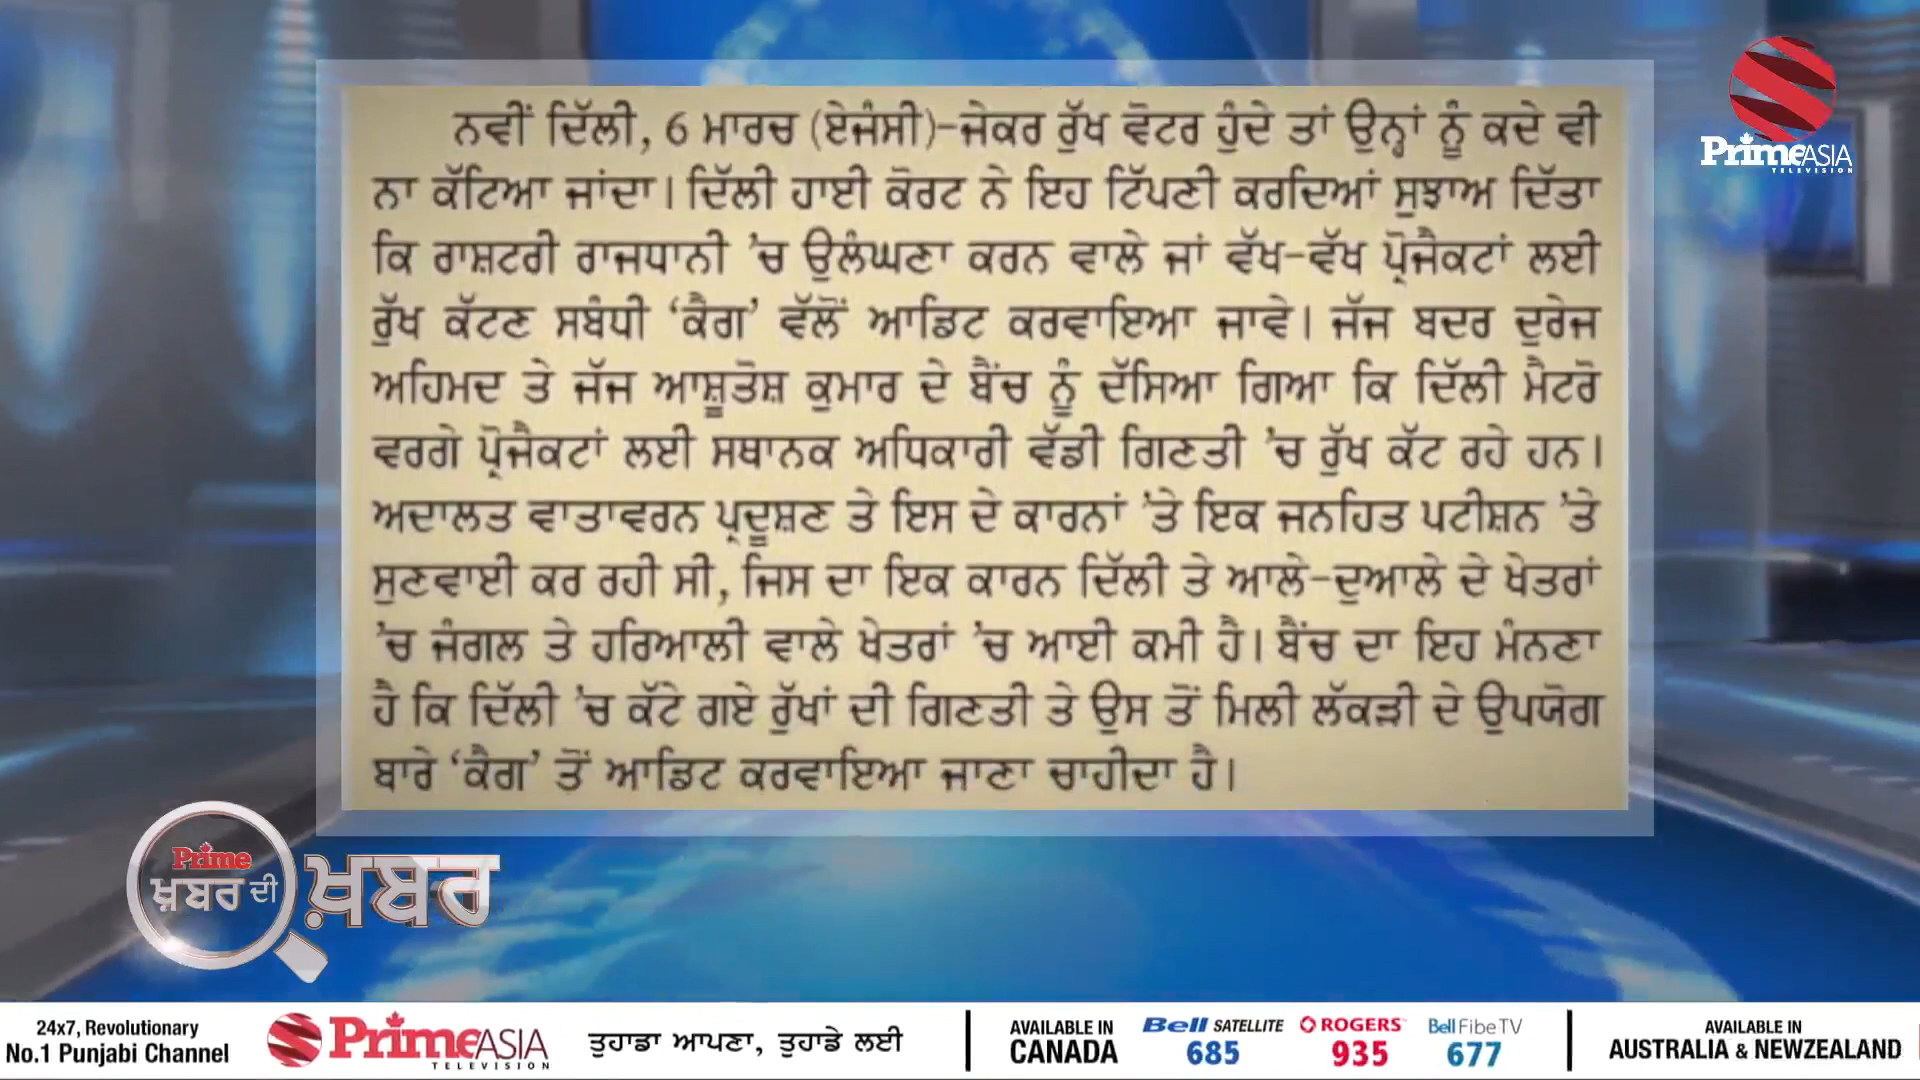 PrimeASIA
TELEVISION
ਨਵੀਂ ਦਿੱਲੀ, 6 ਮਾਰਚ (ਏਜੰਸੀ)-ਜੇਕਰ ਰੁੱਖ ਵੋਟਰ ਹੁੰਦੇ ਤਾਂ ਉਨ੍ਹਾਂ ਨੂੰ ਕਦੇ ਵੀ
ਨਾ ਕੱਟਿਆ ਜਾਂਦਾ। ਦਿੱਲੀ ਹਾਈ ਕੋਰਟ ਨੇ ਇਹ ਟਿੱਪਣੀ ਕਰਦਿਆਂ ਸੁਝਾਅ ਦਿੱਤਾ
ਕਿ ਰਾਸ਼ਟਰੀ ਰਾਜਧਾਨੀ 'ਚ ਉਲੰਘਣਾ ਕਰਨ ਵਾਲੇ ਜਾਂ ਵੱਖ-ਵੱਖ ਪ੍ਰੋਜੈਕਟਾਂ ਲਈ
ਰੁੱਖ ਕੱਟਣ ਸਬੰਧੀ ‘ਕੈਗ’ ਵੱਲੋਂ ਆਡਿਟ ਕਰਵਾਇਆ ਜਾਵੇ। ਜੱਜ ਬਦਰ ਦੁਰੇਜ
ਅਹਿਮਦ ਤੇ ਜੱਜ ਆਸ਼ੂਤੋਸ਼ ਕੁਮਾਰ ਦੇ ਬੈਂਚ ਨੂੰ ਦੱਸਿਆ ਗਿਆ ਕਿ ਦਿੱਲੀ ਮੈਟਰੋ
ਵਰਗੇ ਪ੍ਰੋਜੈਕਟਾਂ ਲਈ ਸਥਾਨਕ ਅਧਿਕਾਰੀ ਵੱਡੀ ਗਿਣਤੀ 'ਚ ਰੁੱਖ ਕੱਟ ਰਹੇ ਹਨ।
ਅਦਾਲਤ ਵਾਤਾਵਰਨ ਪ੍ਰਦੂਸ਼ਣ ਤੇ ਇਸ ਦੇ ਕਾਰਨਾਂ 'ਤੇ ਇਕ ਜਨਹਿਤ ਪਟੀਸ਼ਨ 'ਤੇ
ਸੁਣਵਾਈ ਕਰ ਰਹੀ ਸੀ, ਜਿਸ ਦਾ ਇਕ ਕਾਰਨ ਦਿੱਲੀ ਤੇ ਆਲੇ-ਦੁਆਲੇ ਦੇ ਖੇਤਰਾਂ
'ਚ ਜੰਗਲ ਤੇ ਹਰਿਆਲੀ ਵਾਲੇ ਖੇਤਰਾਂ 'ਚ ਆਈ ਕਮੀ ਹੈ। ਬੈਂਚ ਦਾ ਇਹ ਮੰਨਣਾ
ਹੈ ਕਿ ਦਿੱਲੀ 'ਚ ਕੱਟੇ ਗਏ ਰੁੱਖਾਂ ਦੀ ਗਿਣਤੀ ਤੇ ਉਸ ਤੋਂ ਮਿਲੀ ਲੱਕੜੀ ਦੇ ਉਪਯੋਗ
ਬਾਰੇ ‘ਕੈਗ’ ਤੋਂ ਆਡਿਟ ਕਰਵਾਇਆ ਜਾਣਾ ਚਾਹੀਦਾ ਹੈ।
Prime
ਖ਼ਬਰ ਦੀ ਖ਼ਬਰ
24x7, Revolutionary
No.1 Punjabi Channel
PrimeASIA
TELEVISION
ਤੁਹਾਡਾ ਆਪਣਾ, ਤੁਹਾਡੇ ਲਈ
AVAILABLE IN
CANADA
Bell SATELLITE
685
ROGERS
935
Bell Fibe TV
677
AVAILABLE IN
AUSTRALIA & NEWZEALAND